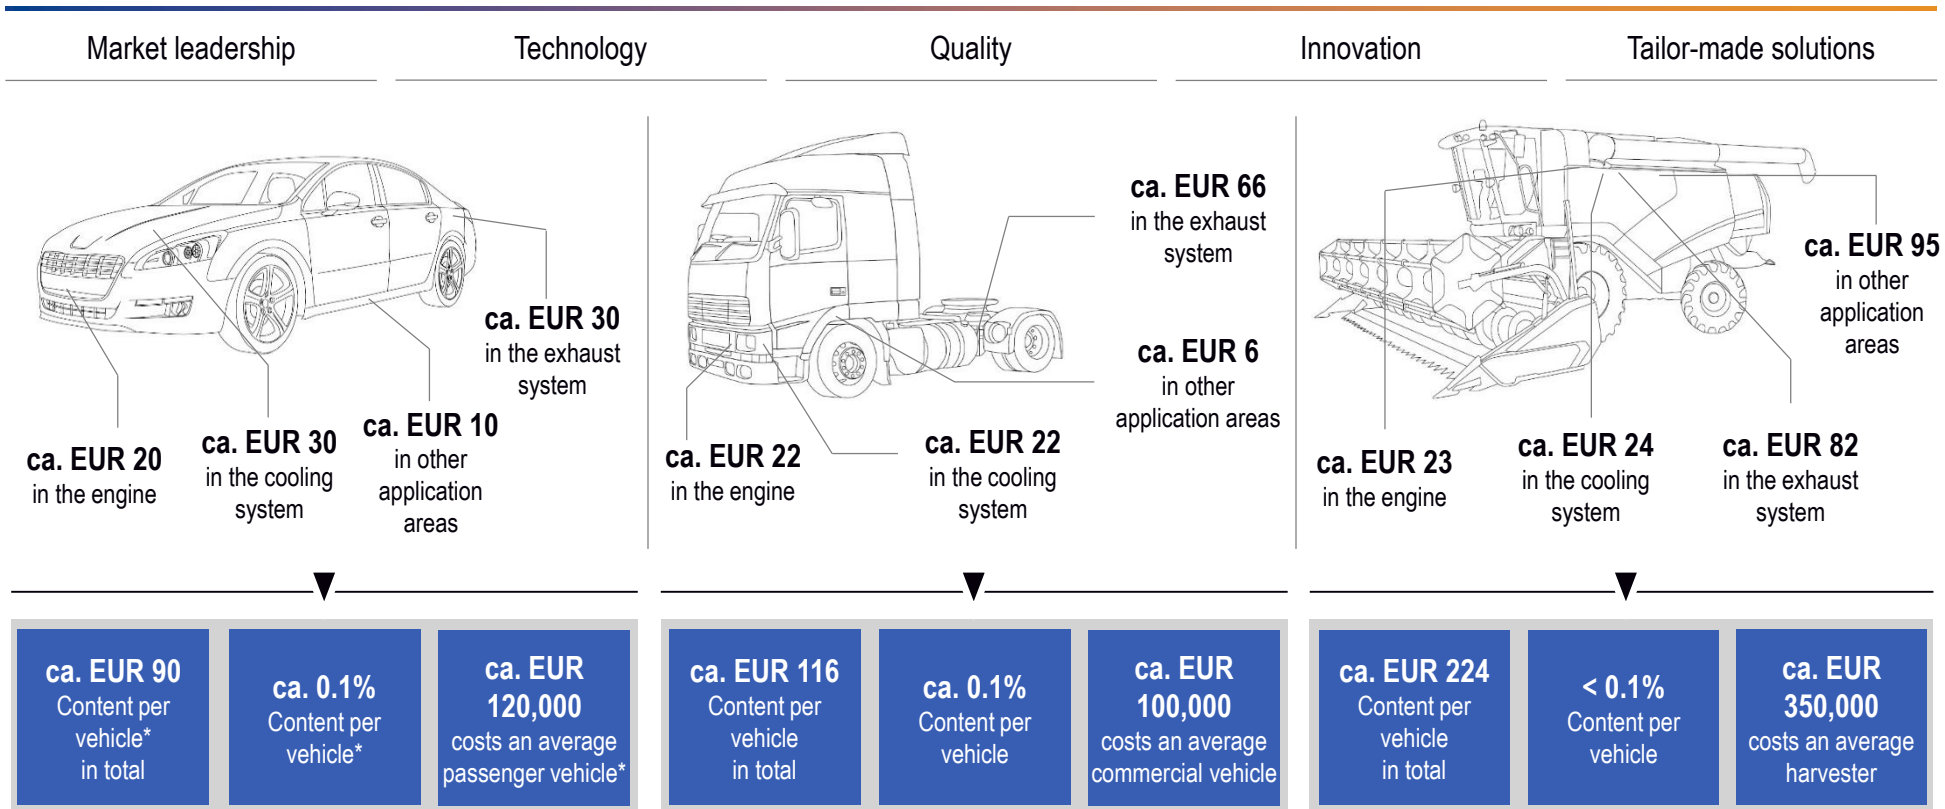 Market leadership
Technology
Quality
Innovation
Tailor-made solutions
ca. EUR 20
in the engine
ca. EUR 30
in the cooling
system
ca. EUR 10
in other
application
areas
ca. EUR 30
in the exhaust
system
ca. EUR 66
in the exhaust
system
ca. EUR 6
in other
application areas
ca. EUR 22
in the engine
ca. EUR 22
in the cooling
system
ca. EUR 95
in other
application
areas
ca. EUR 23
in the engine
ca. EUR 24
in the cooling
system
ca. EUR 82
in the exhaust
system
ca. EUR 90
Content per
vehicle*
in total
ca. 0.1%
Content per
vehicle*
ca. EUR
120,000
costs an average
passenger vehicle*
ca. EUR 116
Content per
vehicle
in total
ca. 0.1%
Content per
vehicle
ca. EUR
100,000
costs an average
commercial vehicle
ca. EUR 224
Content per
vehicle
in total
< 0.1%
Content per
vehicle
ca. EUR
350,000
costs an average
harvester